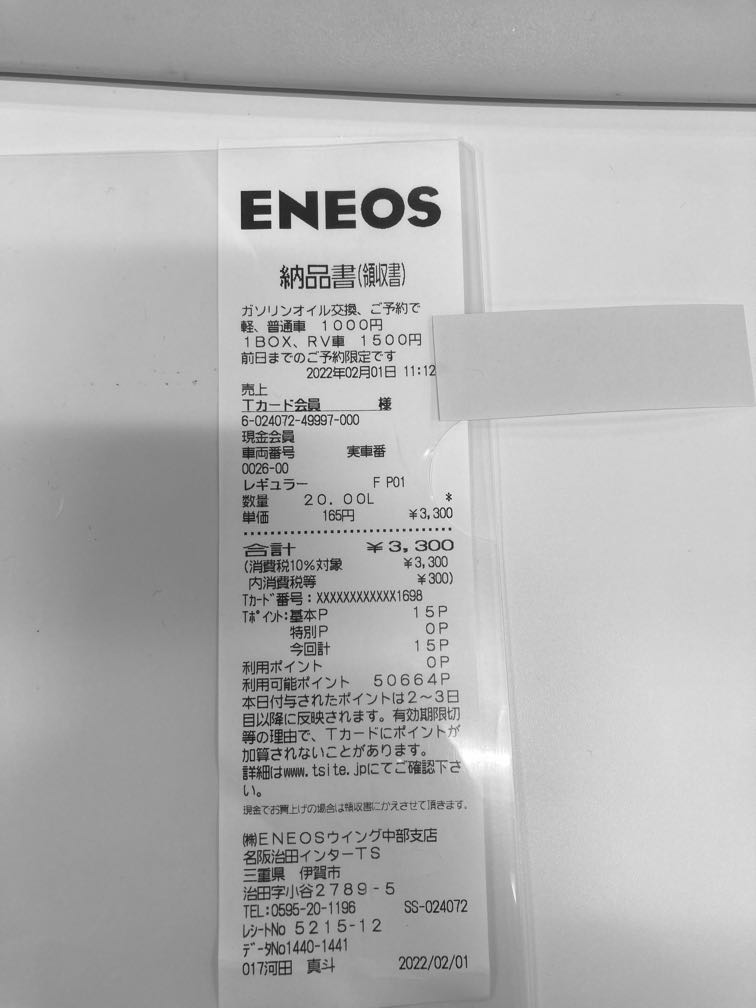 ENEOS
納品書(領収書)
ガソリンオイル交換、ご予約で
軽、普通車 1000円
1BOX、RV車 1500円
前日までのご予約限定です
2022年02月01日 11:12
売上
Tカード会員 様
6-024072-49997-000
現金会員
車両番号 実車番
0026-00
レギュラー F P01
数量 20.00L *
単価 165円 ¥3,300
合計 ¥3,300
(消費税10%対象 ¥3,300
内消費税等 ¥300)
Tカード番号:XXXXXXXXXXXX1698
Tポイント:基本P 15P
特別P 0P
今回計 15P
利用ポイント 0P
利用可能ポイント 50664P
本日付与されたポイントは2~3日
目以降に反映されます。有効期限切
等の理由で、Tカードにポイントが
加算されないことがあります。
詳細はwww.tsite.jpにてご確認下さ
い。
現金でお買上げの場合は領収書にかえさせて頂きます。
㈱ENEOSウイング中部支店
名阪治田インターTS
三重県 伊賀市
治田字小谷2789-5
TEL:0595-20-1196 SS-024072
レシートNo 5215-12
データNo1440-1441
017河田 真斗 2022/02/01